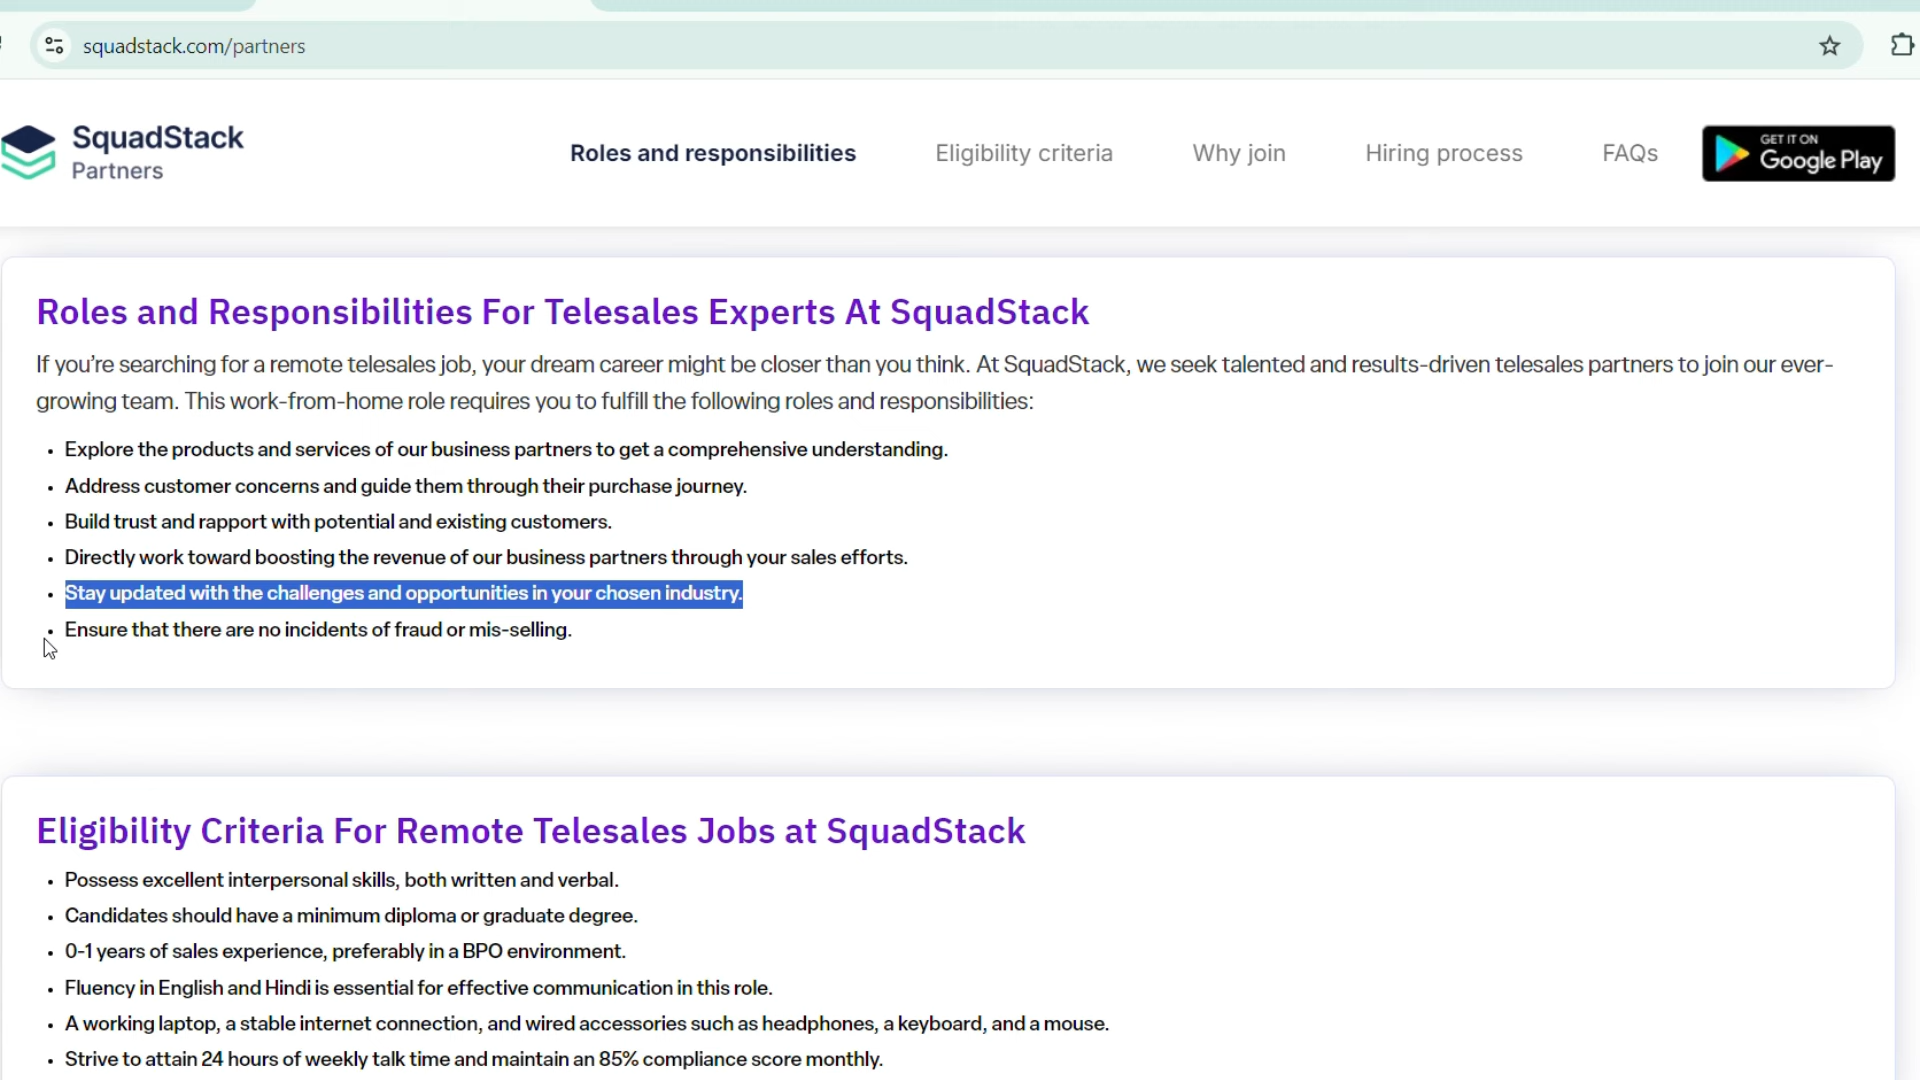 squadstack.com/partners
SquadStack
Partners
Roles and responsibilities
Eligibility criteria
Why join
Hiring process
FAQs
GET IT ON
Google Play
Roles and Responsibilities For Telesales Experts At SquadStack
If you’re searching for a remote telesales job, your dream career might be closer than you think. At SquadStack, we seek talented and results-driven telesales partners to join our ever-
growing team. This work-from-home role requires you to fulfill the following roles and responsibilities:
• Explore the products and services of our business partners to get a comprehensive understanding.
• Address customer concerns and guide them through their purchase journey.
• Build trust and rapport with potential and existing customers.
• Directly work toward boosting the revenue of our business partners through your sales efforts.
• Stay updated with the challenges and opportunities in your chosen industry.
• Ensure that there are no incidents of fraud or mis-selling.
Eligibility Criteria For Remote Telesales Jobs at SquadStack
• Possess excellent interpersonal skills, both written and verbal.
• Candidates should have a minimum diploma or graduate degree.
• 0-1 years of sales experience, preferably in a BPO environment.
• Fluency in English and Hindi is essential for effective communication in this role.
• A working laptop, a stable internet connection, and wired accessories such as headphones, a keyboard, and a mouse.
• Strive to attain 24 hours of weekly talk time and maintain an 85% compliance score monthly.